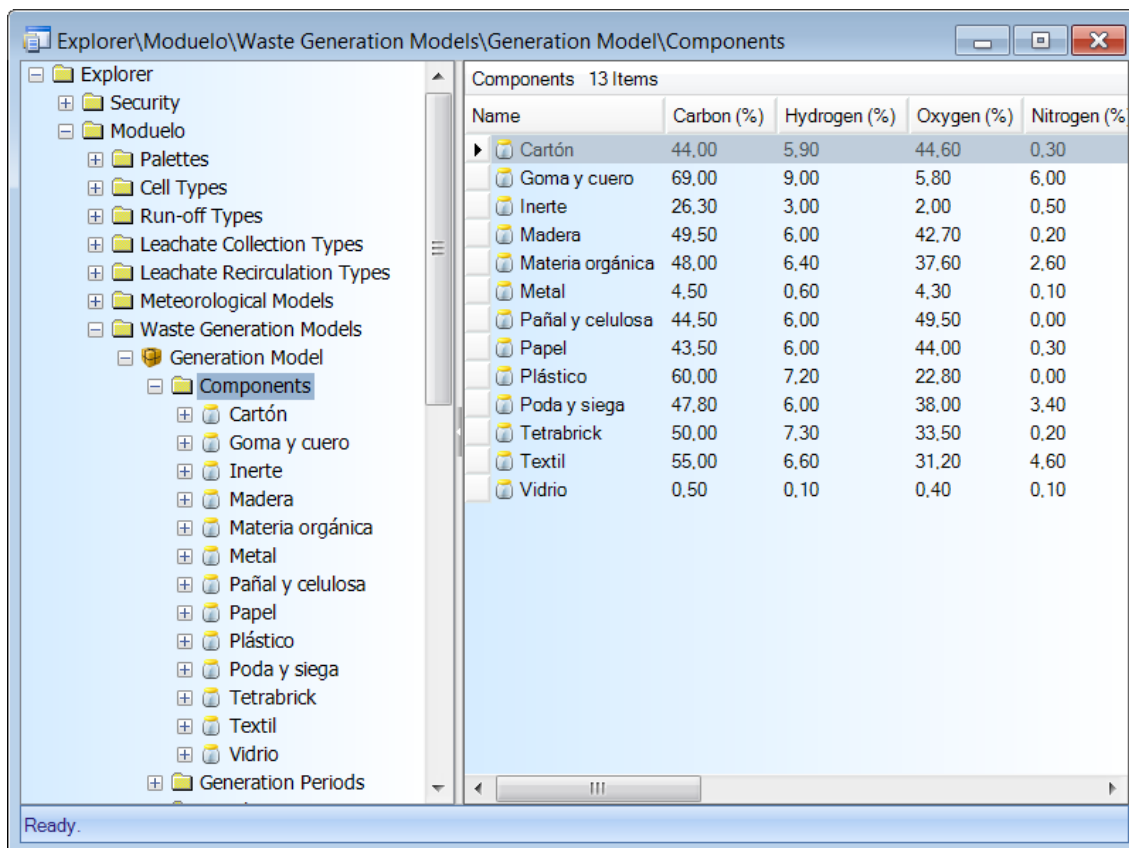 Explorer\Moduelo\Waste Generation Models\Generation Model\Components
Explorer
Security
Moduelo
Palettes
Cell Types
Run-off Types
Leachate Collection Types
Leachate Recirculation Types
Meteorological Models
Waste Generation Models
Generation Model
Components
Cartón
Goma y cuero
Inerte
Madera
Materia orgánica
Metal
Pañal y celulosa
Papel
Plástico
Poda y siega
Tetrabrick
Textil
Vidrio
Generation Periods
Components 13 Items
Name Carbon (%) Hydrogen (%) Oxygen (%) Nitrogen (%
Cartón 44,00 5,90 44,60 0,30
Goma y cuero 69,00 9,00 5,80 6,00
Inerte 26,30 3,00 2,00 0,50
Madera 49,50 6,00 42,70 0,20
Materia orgánica 48,00 6,40 37,60 2,60
Metal 4,50 0,60 4,30 0,10
Pañal y celulosa 44,50 6,00 49,50 0,00
Papel 43,50 6,00 44,00 0,30
Plástico 60,00 7,20 22,80 0,00
Poda y siega 47,80 6,00 38,00 3,40
Tetrabrick 50,00 7,30 33,50 0,20
Textil 55,00 6,60 31,20 4,60
Vidrio 0,50 0,10 0,40 0,10
Ready.